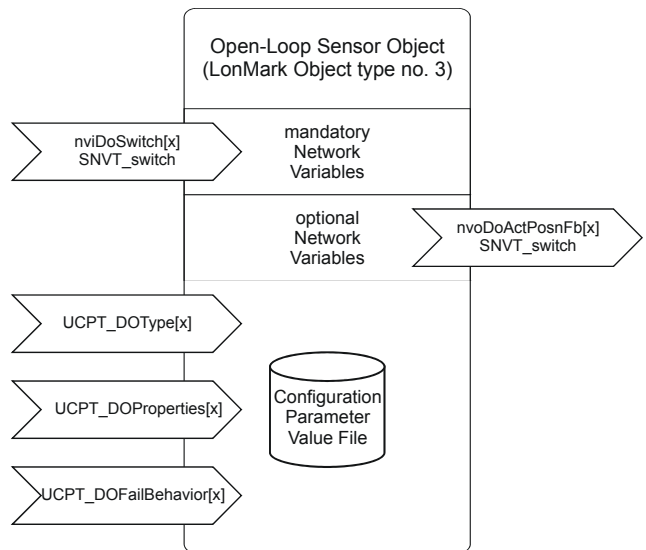 Open-Loop Sensor Object
(LonMark Object type no. 3)
nviDoSwitch[x]
SNVT_switch
mandatory
Network
Variables
optional
Network
Variables
nvoDoActPosnFb[x]
SNVT_switch
UCPT_DOType[x]
UCPT_DOProperties[x]
UCPT_DOFailBehavior[x]
Configuration
Parameter
Value File